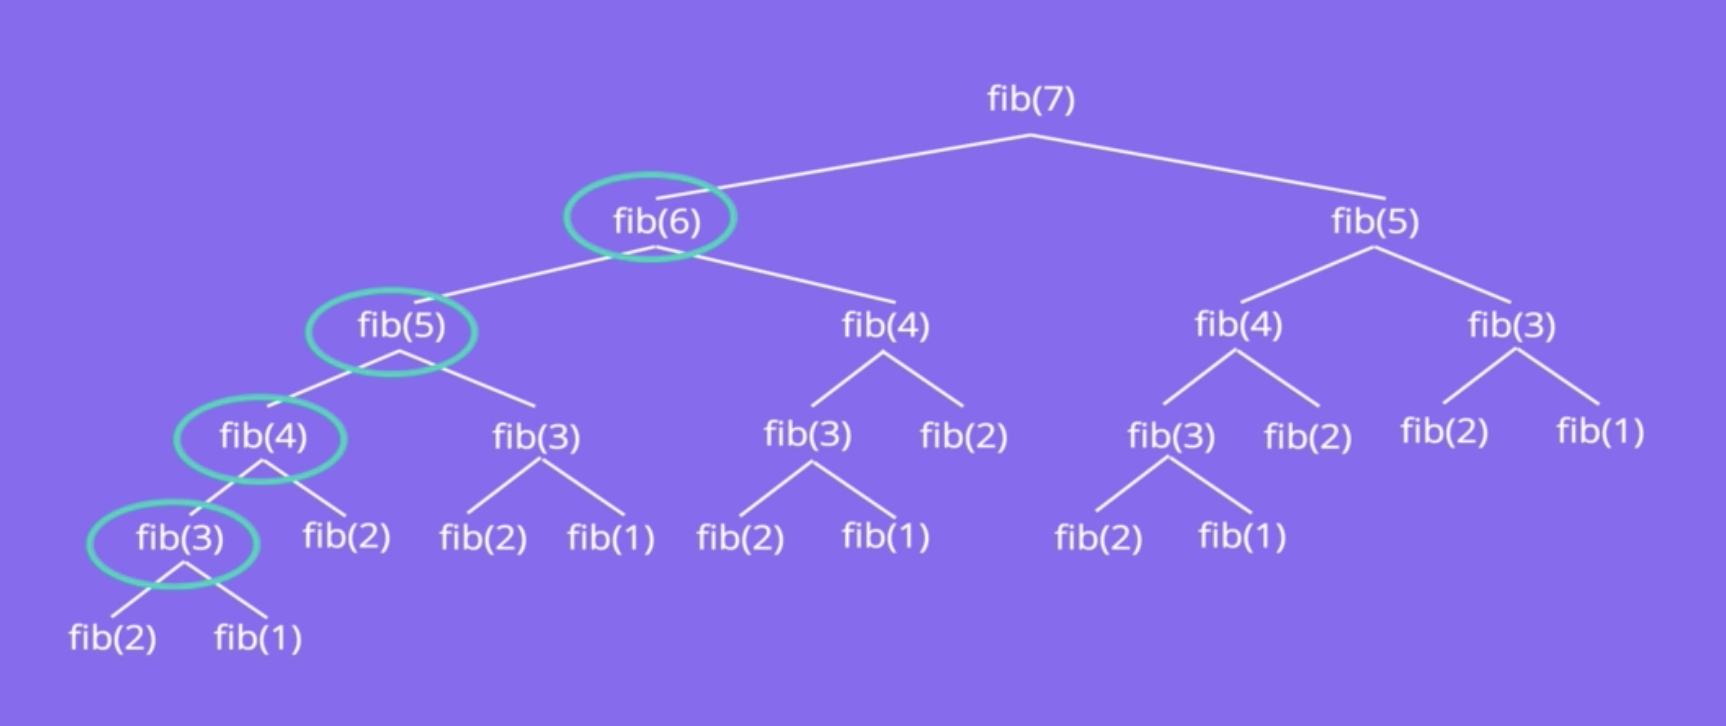 fib(7)
fib(6) fib(5)
fib(5) fib(4) fib(4) fib(3)
fib(4) fib(3) fib(3) fib(2) fib(3) fib(2) fib(2) fib(1)
fib(3) fib(2) fib(2) fib(1) fib(2) fib(1) fib(2) fib(1)
fib(2) fib(1)